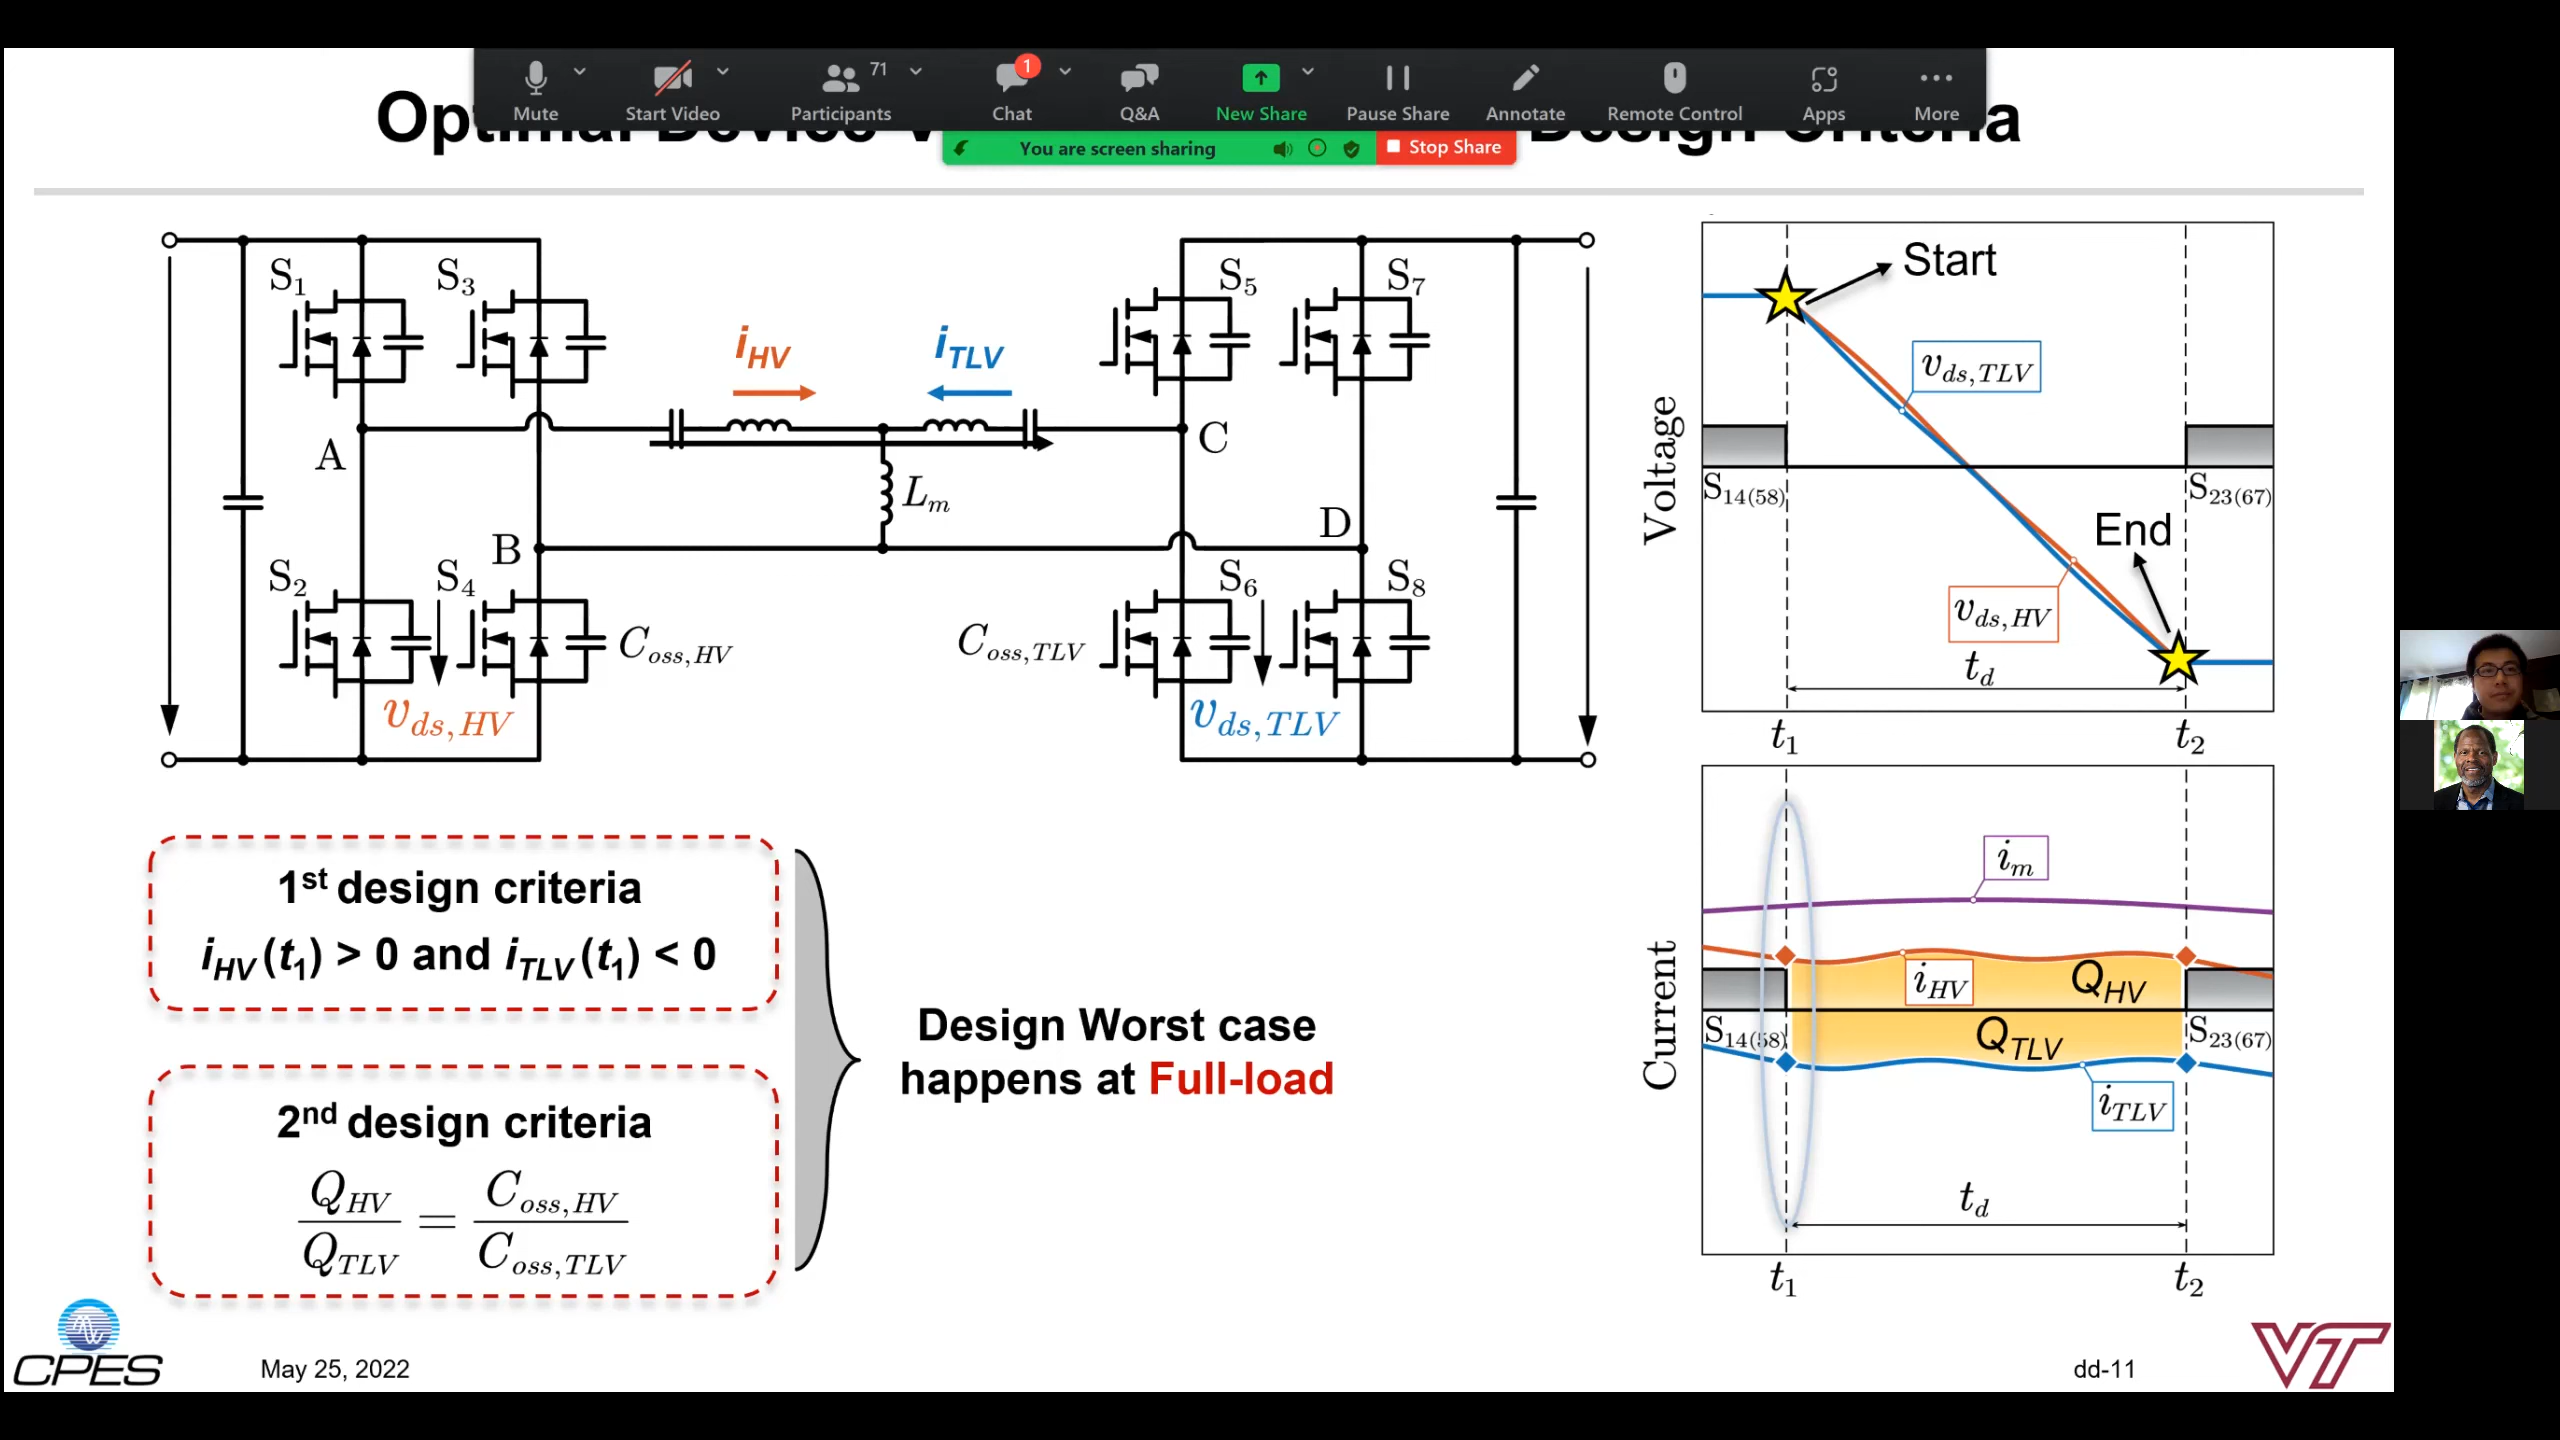 Mute
Start Video
Participants
71
Chat
1
Q&A
New Share
Pause Share
Annotate
Remote Control
Apps
More
You are screen sharing
Stop Share
Optimal Device
Design Criteria
S1
S3
S5
S7
iHV
iTLV
A
B
C
D
Lm
S2
S4
S6
S8
Coss,HV
Coss,TLV
vds,HV
vds,TLV
1st design criteria
iHV(t1) > 0 and iTLV(t1) < 0
2nd design criteria
QHV/QTLV = Coss,HV/Coss,TLV
Design Worst case
happens at Full-load
Voltage
Start
vds,TLV
S14(58)
S23(67)
End
vds,HV
td
t1
t2
Current
im
iHV
QHV
S14(58)
QTLV
S23(67)
iTLV
td
t1
t2
CPES
May 25, 2022
dd-11
VT